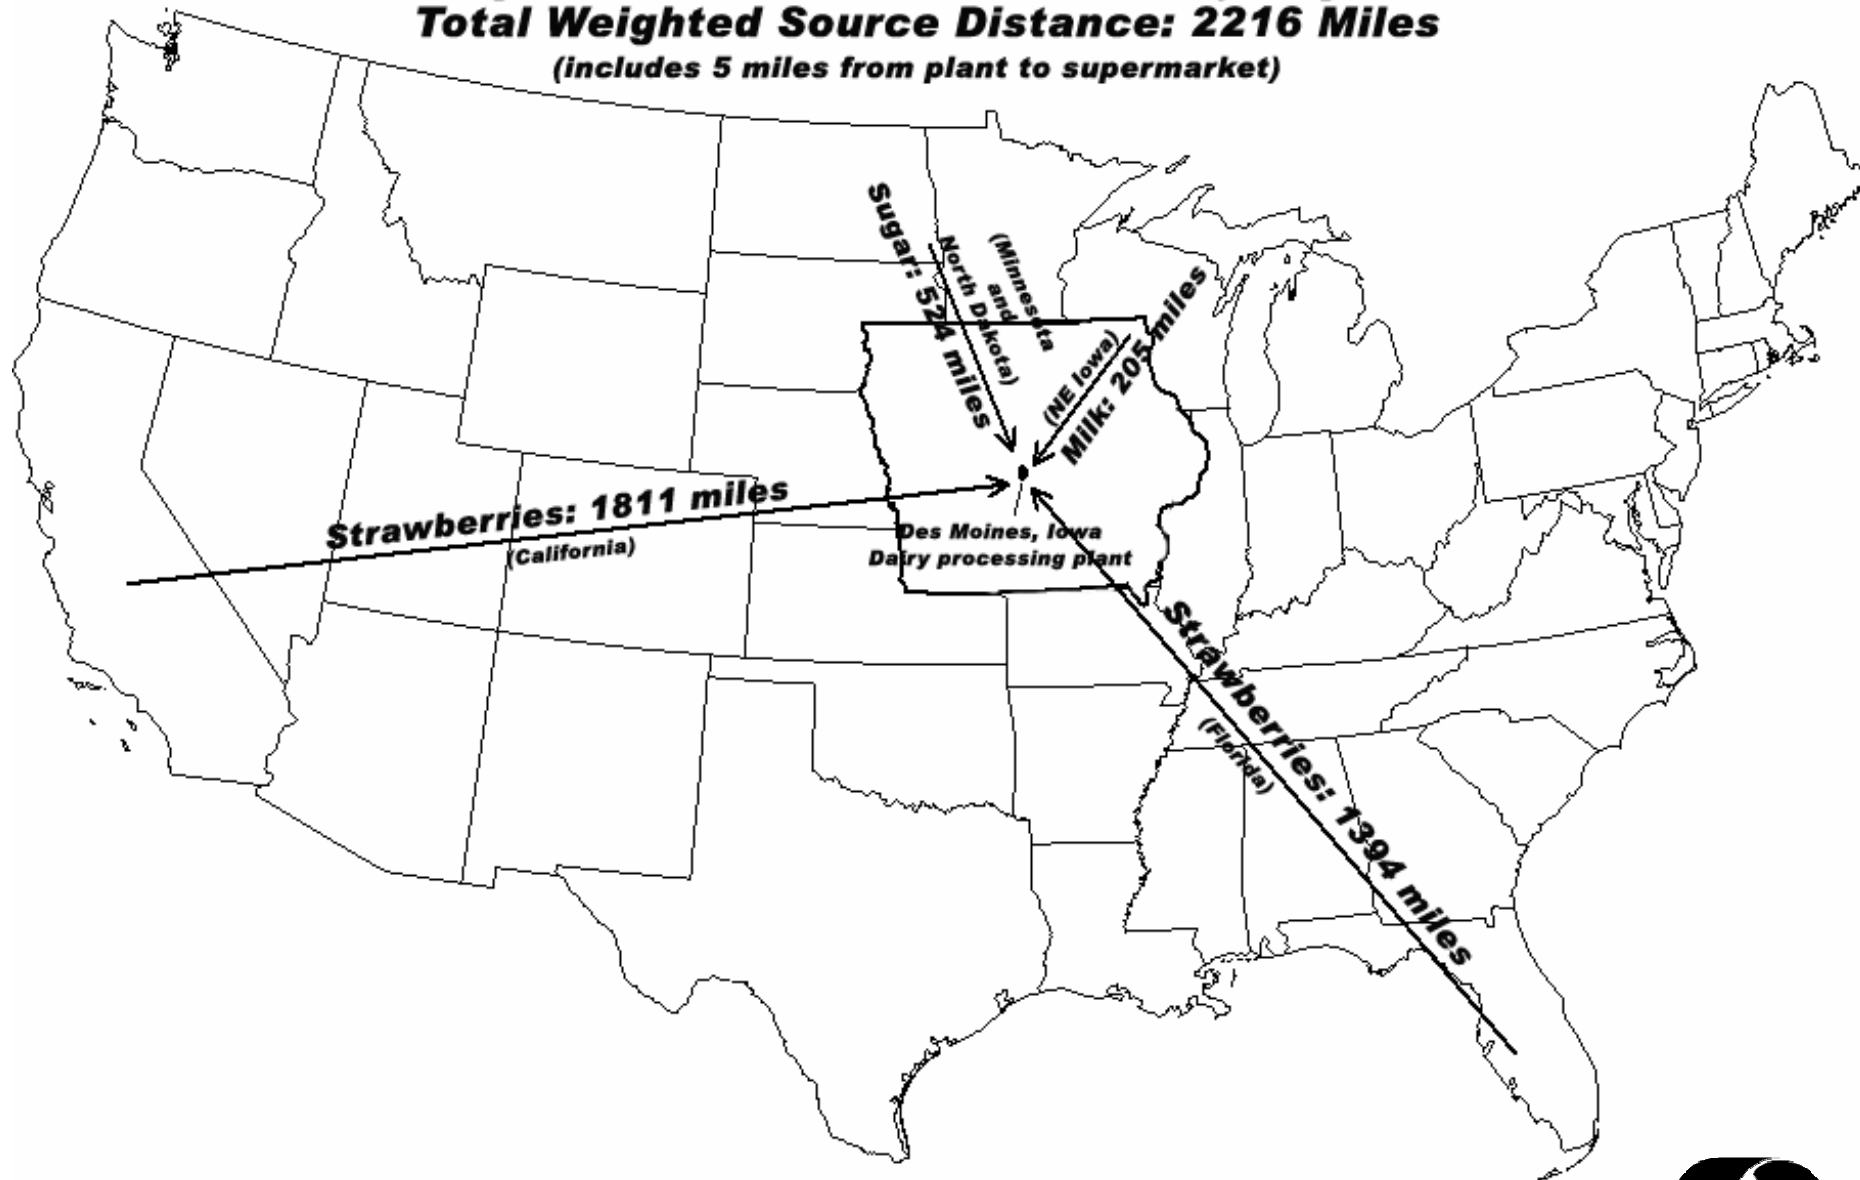 Total Weighted Source Distance: 2216 Miles
(includes 5 miles from plant to supermarket)
Sugar: 524 miles
(Minnesota
and
North Dakota)
(NE Iowa)
Milk: 205 miles
Strawberries: 1811 miles
(California)
Des Moines, Iowa
Dairy processing plant
Strawberries: 1394 miles
(Florida)